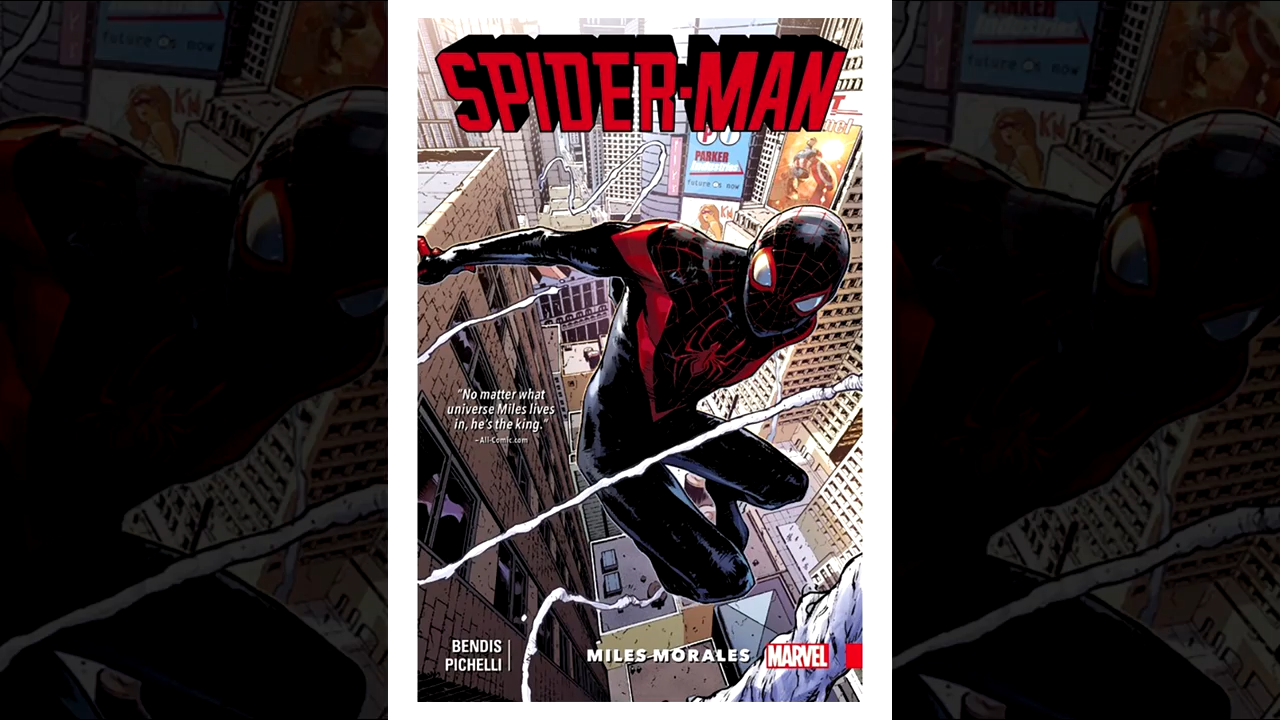 SPIDER-MAN
PARKER
future is now
"No matter what
universe Miles lives
in, he's the king."
–All-Comic.com
BENDIS
PICHELLI
MILES MORALES
MARVEL